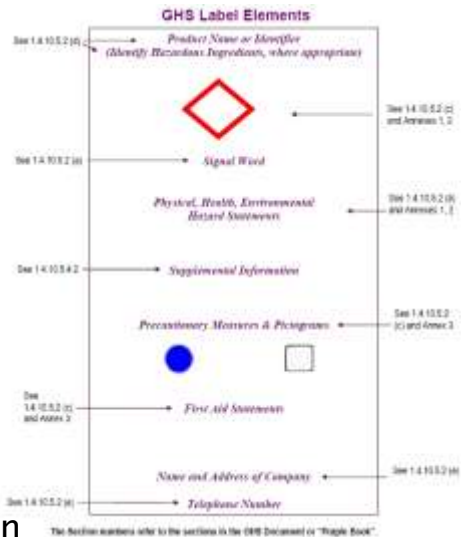 GHS Label Elements
See 1.4.10.5.2 (d)
Product Name or Identifier
(Identify Hazardous Ingredients, where appropriate)
See 1.4.10.5.2 (c)
and Annexes 1, 2
See 1.4.10.5.2 (a)
Signal Word
Physical, Health, Environmental
Hazard Statements
See 1.4.10.5.2 (b)
and Annexes 1, 2
See 1.4.10.5.4.2
Supplemental Information
Precautionary Measures & Pictograms
See 1.4.10.5.2
(c) and Annex 3
See
1.4.10.5.2 (c)
and Annex 3
First Aid Statements
Name and Address of Company
See 1.4.10.5.2 (e)
See 1.4.10.5.2 (e)
Telephone Number
n
The Section numbers refer to the sections in the GHS Document or "Purple Book".